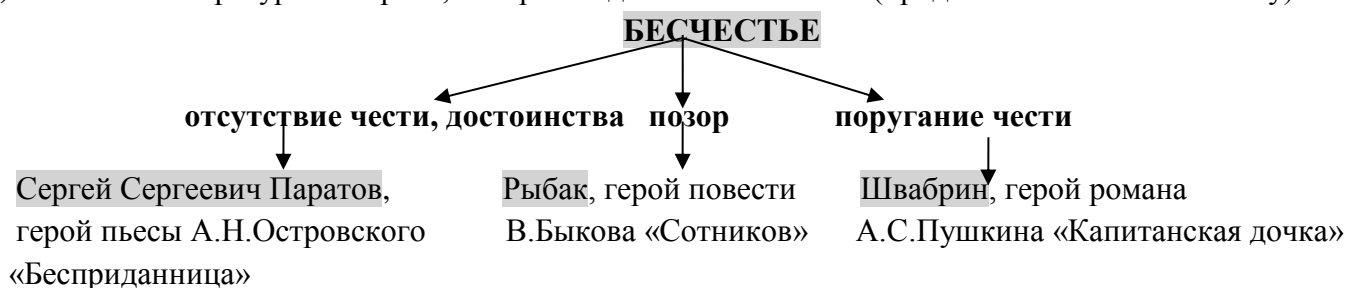 БЕСЧЕСТЬЕ
отсутствие чести, достоинства позор поругание чести
Сергей Сергеевич Паратов, Рыбак, герой повести Швабрин, герой романа
герой пьесы А.Н.Островского В.Быкова «Сотников» А.С.Пушкина «Капитанская дочка»
«Бесприданница»